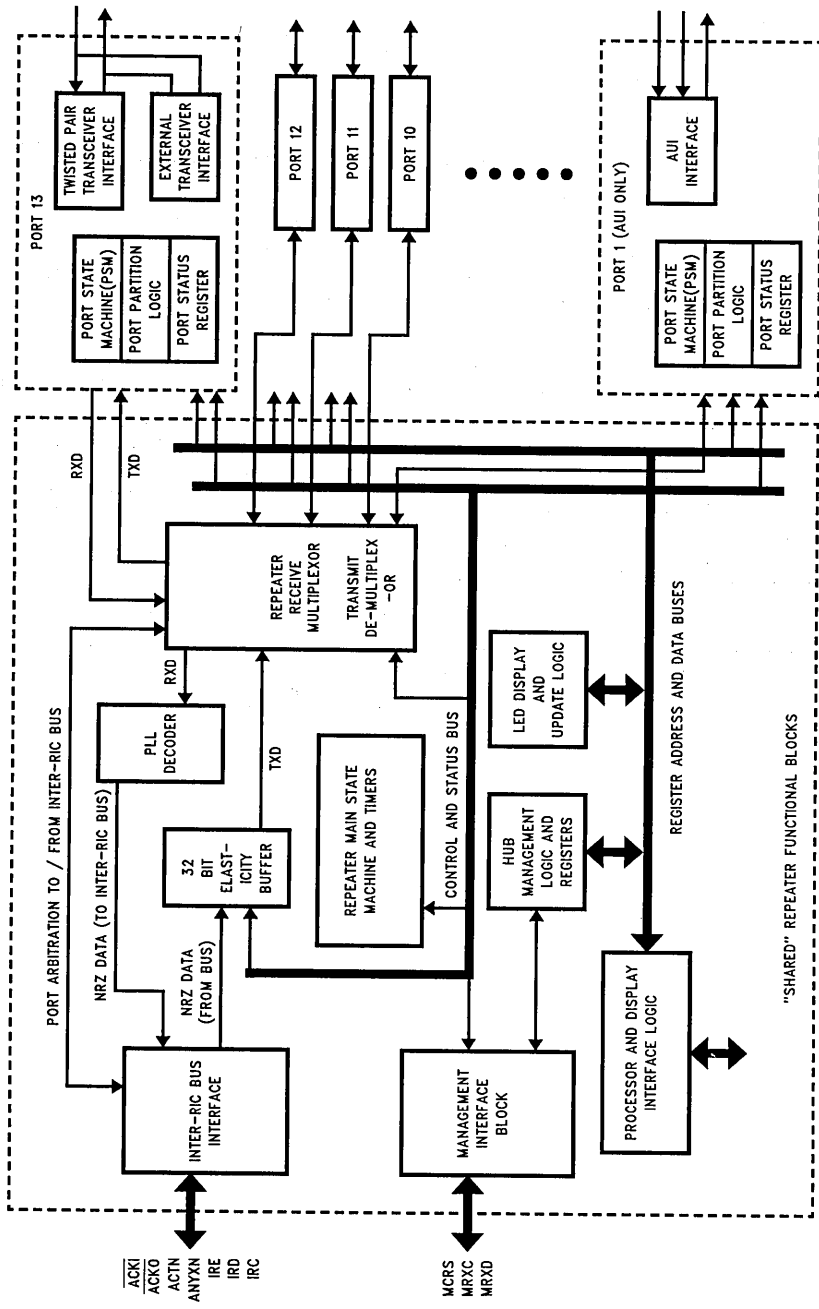 PORT 13
TWISTED PAIR
TRANSCEIVER
INTERFACE
EXTERNAL
TRANSCEIVER
INTERFACE
PORT STATE
MACHINE(PSM)
PORT PARTITION
LOGIC
PORT STATUS
REGISTER
PORT 12
PORT 11
PORT 10
PORT 1 (AUI ONLY)
AUI
INTERFACE
PORT STATE
MACHINE(PSM)
PORT PARTITION
LOGIC
PORT STATUS
REGISTER
RXD
TXD
REPEATER
RECEIVE
MULTIPLEXOR
TRANSMIT
DE-MULTIPLEX
-OR
PORT ARBITRATION TO / FROM INTER-RIC BUS
RXD
PLL
DECODER
NRZ DATA (TO INTER-RIC BUS)
TXD
32
BIT
ELAST-
ICITY
BUFFER
NRZ DATA
(FROM BUS)
REPEATER MAIN STATE
MACHINE AND TIMERS
CONTROL AND STATUS BUS
LED DISPLAY
AND
UPDATE LOGIC
HUB
MANAGEMENT
LOGIC AND
REGISTERS
REGISTER ADDRESS AND DATA BUSES
"SHARED" REPEATER FUNCTIONAL BLOCKS
INTER-RIC BUS
INTERFACE
MANAGEMENT
INTERFACE
BLOCK
PROCESSOR AND DISPLAY
INTERFACE LOGIC
ACKI
ACKO
ACTN
ANYXN
IRE
IRD
IRC
MCRS
MRXC
MRXD